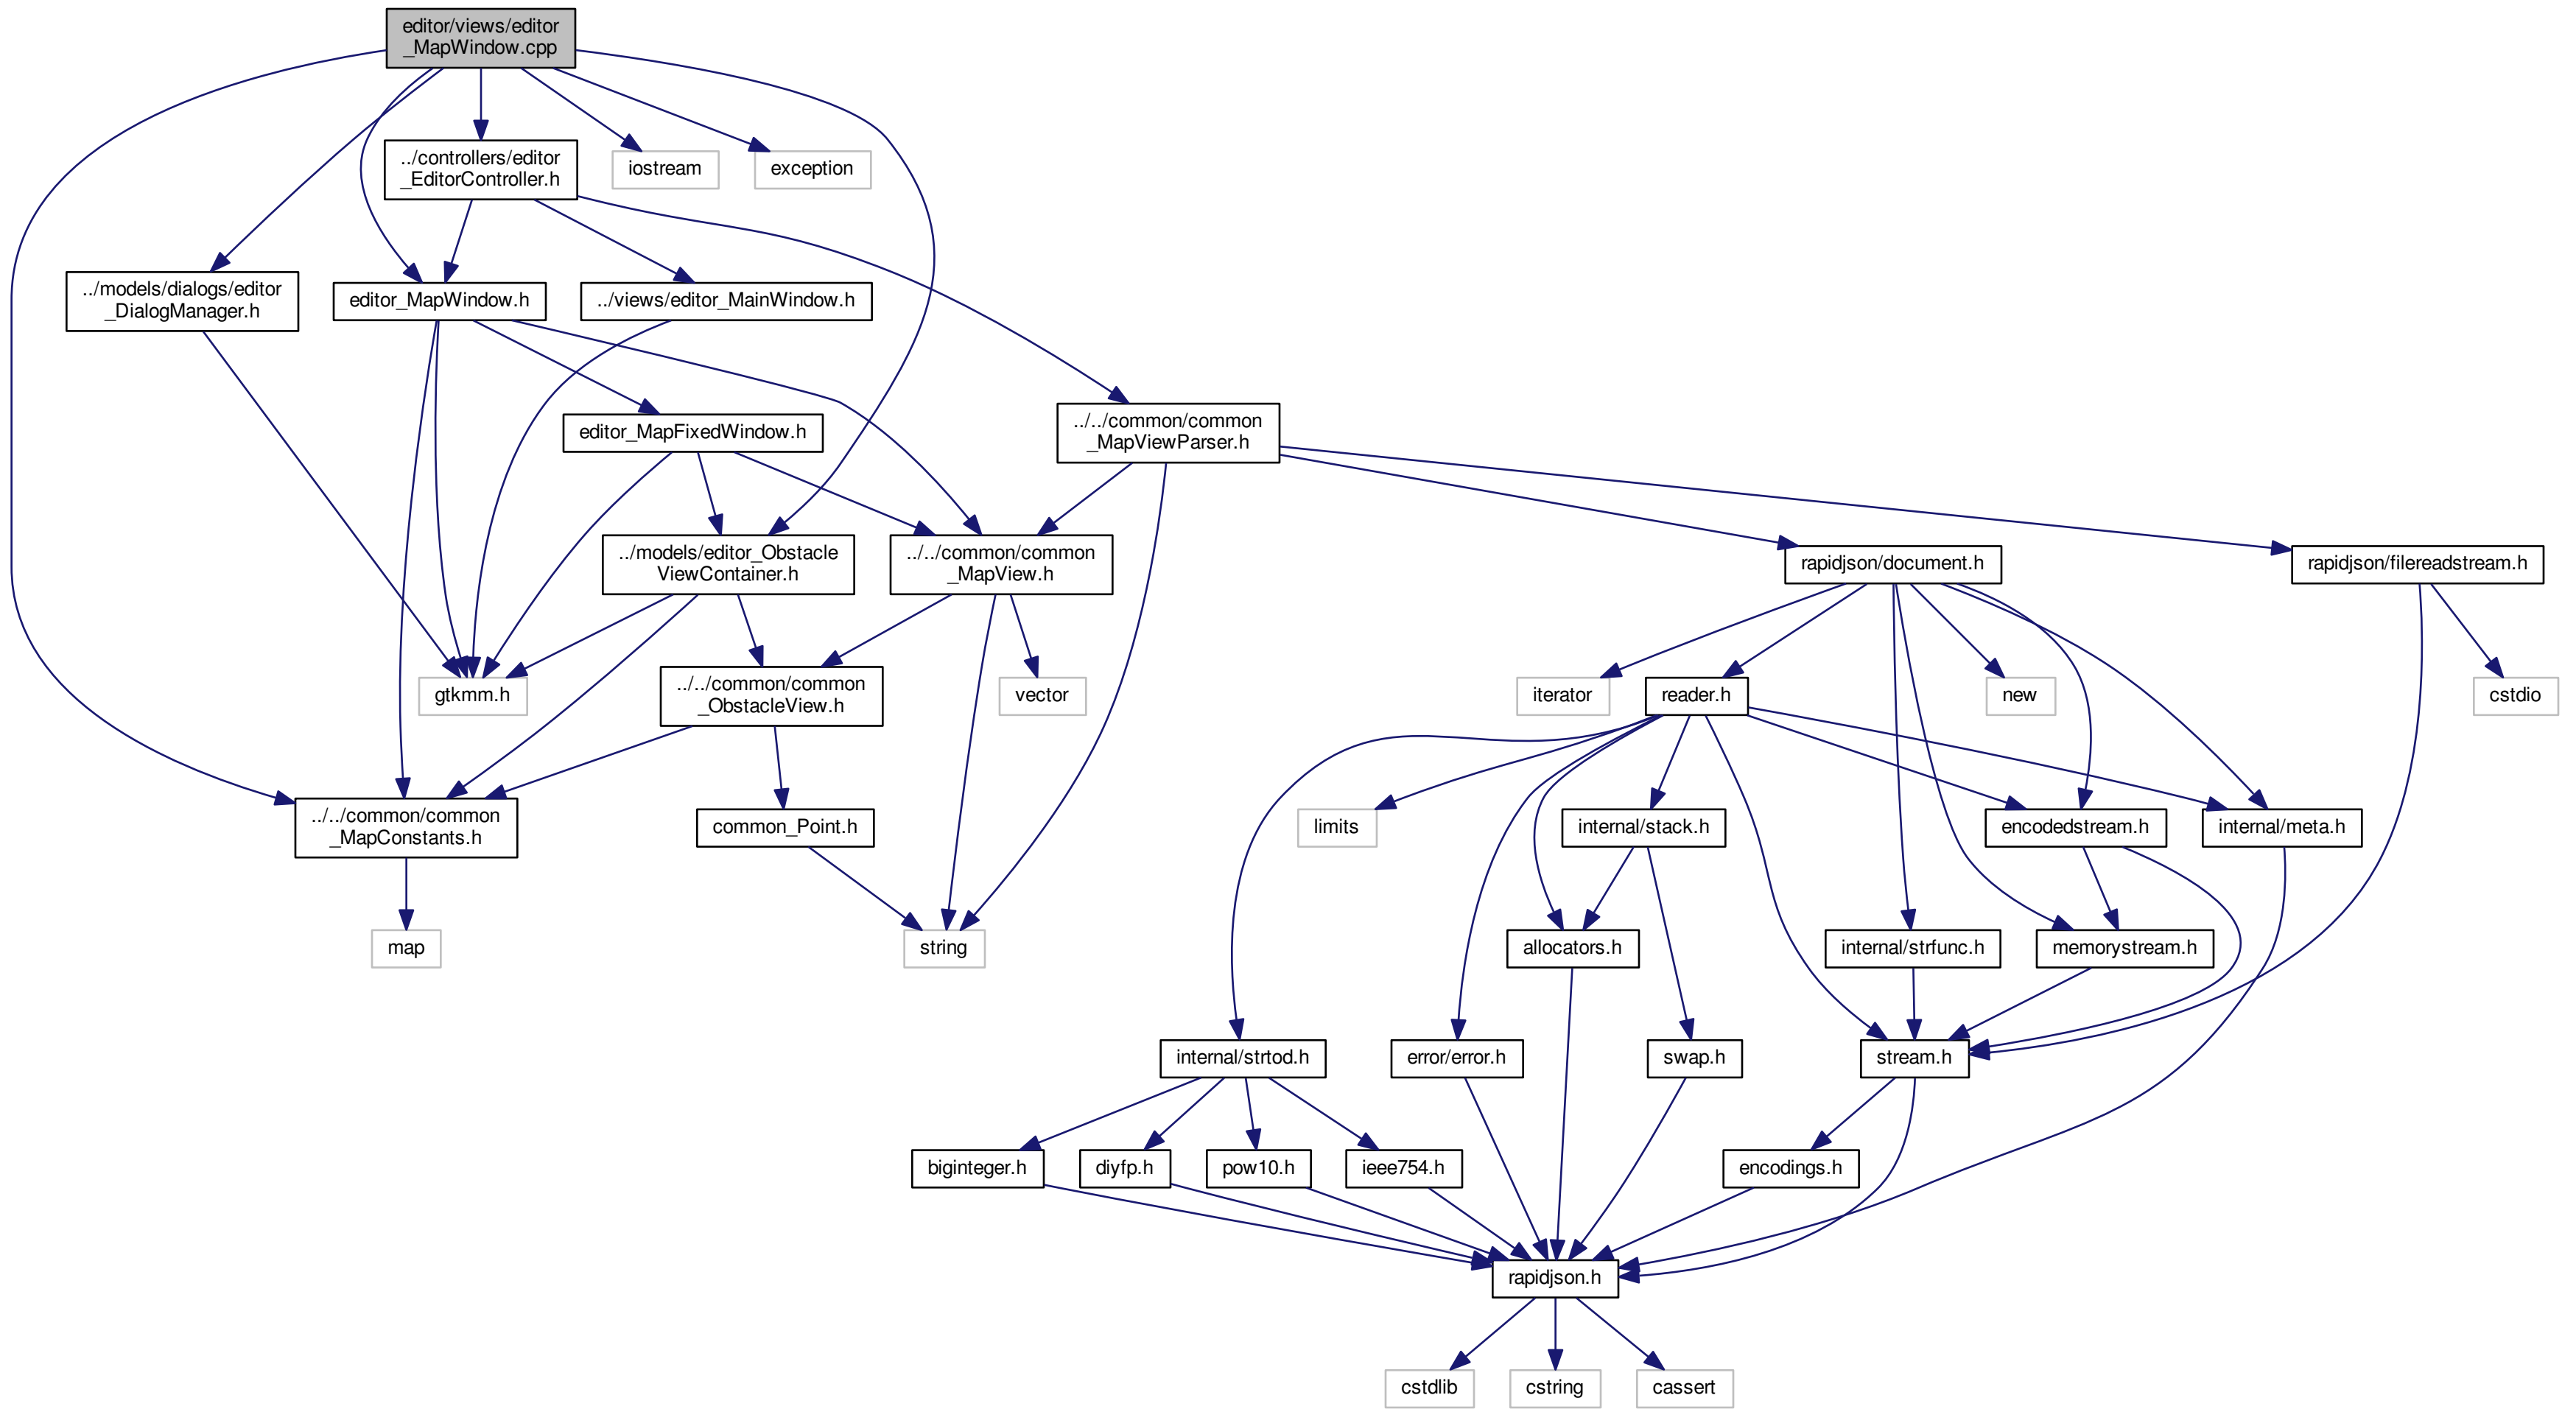 editor/views/editor
_MapWindow.cpp
../controllers/editor
_EditorController.h
iostream
exception
../models/dialogs/editor
_DialogManager.h
editor_MapWindow.h
../views/editor_MainWindow.h
editor_MapFixedWindow.h
../../common/common
_MapViewParser.h
../models/editor_Obstacle
ViewContainer.h
../../common/common
_MapView.h
rapidjson/document.h
rapidjson/filereadstream.h
gtkmm.h
../../common/common
_ObstacleView.h
vector
iterator
reader.h
new
cstdio
../../common/common
_MapConstants.h
common_Point.h
limits
internal/stack.h
encodedstream.h
internal/meta.h
map
string
allocators.h
internal/strfunc.h
memorystream.h
internal/strtod.h
error/error.h
swap.h
stream.h
biginteger.h
diyfp.h
pow10.h
ieee754.h
encodings.h
rapidjson.h
cstdlib
cstring
cassert